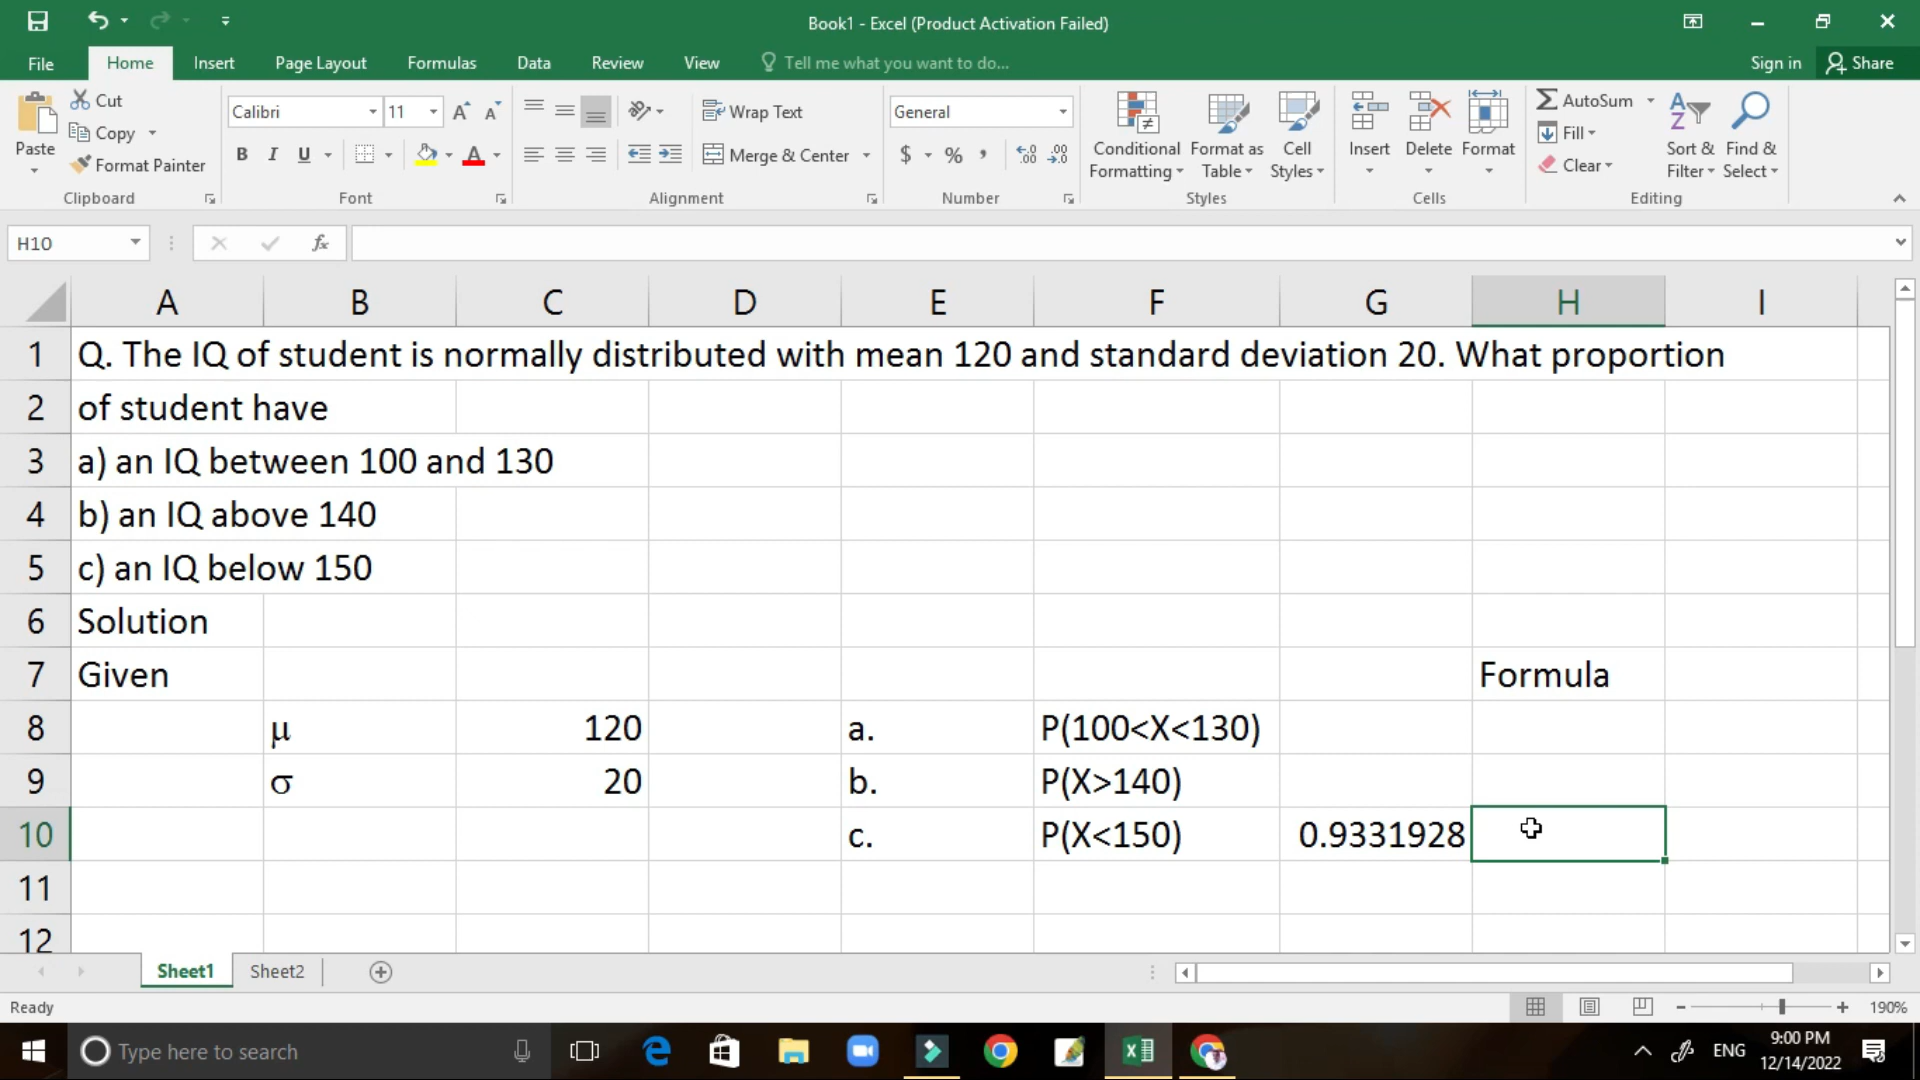 Book1 - Excel (Product Activation Failed)
File Home Insert Page Layout Formulas Data Review View Tell me what you want to do... Sign in Share
Paste
Cut
Copy
Format Painter
Clipboard
Calibri 11
B I U A
Font
Wrap Text
Merge & Center
Alignment
General
$ % ,
Number
Conditional Formatting
Format as Table
Cell Styles
Styles
Insert Delete Format
Cells
AutoSum
Fill
Clear
Sort & Filter
Find & Select
Editing
H10 fx
A B C D E F G H I
1 Q. The IQ of student is normally distributed with mean 120 and standard deviation 20. What proportion
2 of student have
3 a) an IQ between 100 and 130
4 b) an IQ above 140
5 c) an IQ below 150
6 Solution
7 Given Formula
8 μ 120 a. P(100<X<130)
9 σ 20 b. P(X>140)
10 c. P(X<150) 0.9331928
11
12
Sheet1 Sheet2
Ready 190%
Type here to search ENG 9:00 PM
12/14/2022